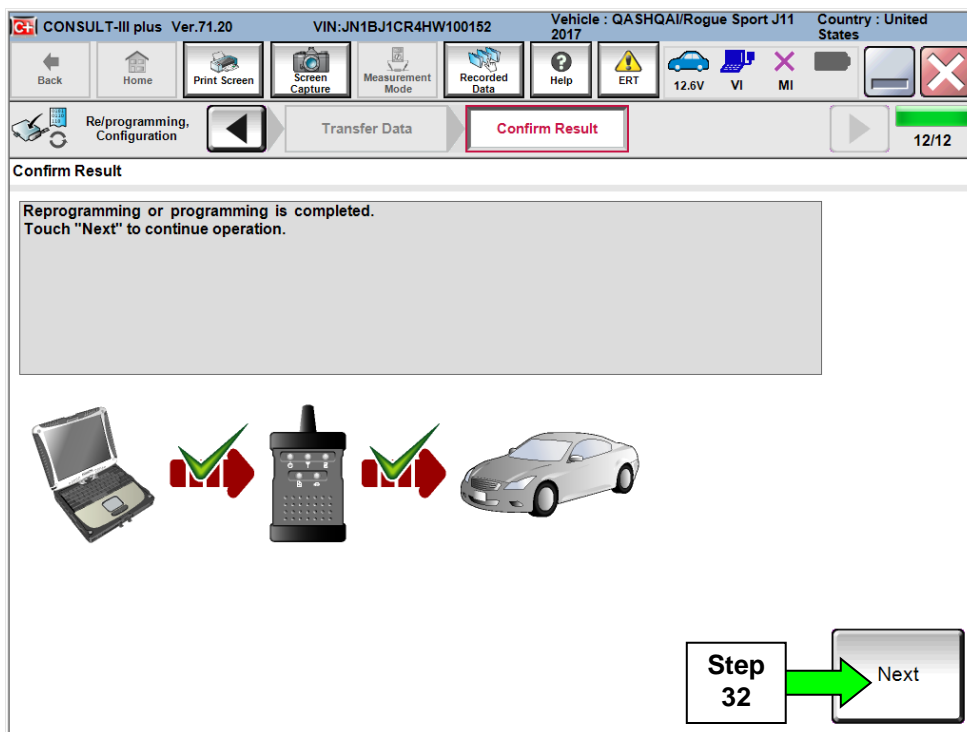 C+ CONSULT-III plus Ver.71.20 VIN:JN1BJ1CR4HW100152 Vehicle : QASHQAI/Rogue Sport J11 2017 Country : United States
Back Home Print Screen Screen Capture Measurement Mode Recorded Data Help ERT 12.6V VI MI
Re/programming, Configuration Transfer Data Confirm Result 12/12
Confirm Result
Reprogramming or programming is completed.
Touch "Next" to continue operation.
Step
32
Next